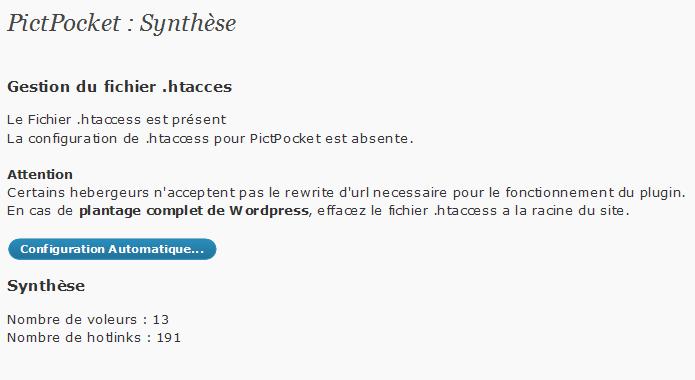 PictPocket : Synthèse
Gestion du fichier .htacces
Le Fichier .htaccess est présent
La configuration de .htaccess pour PictPocket est absente.
Attention
Certains hebergeurs n'acceptent pas le rewrite d'url necessaire pour le fonctionnement du plugin.
En cas de plantage complet de Wordpress, effacez le fichier .htaccess a la racine du site.
Configuration Automatique...
Synthèse
Nombre de voleurs : 13
Nombre de hotlinks : 191